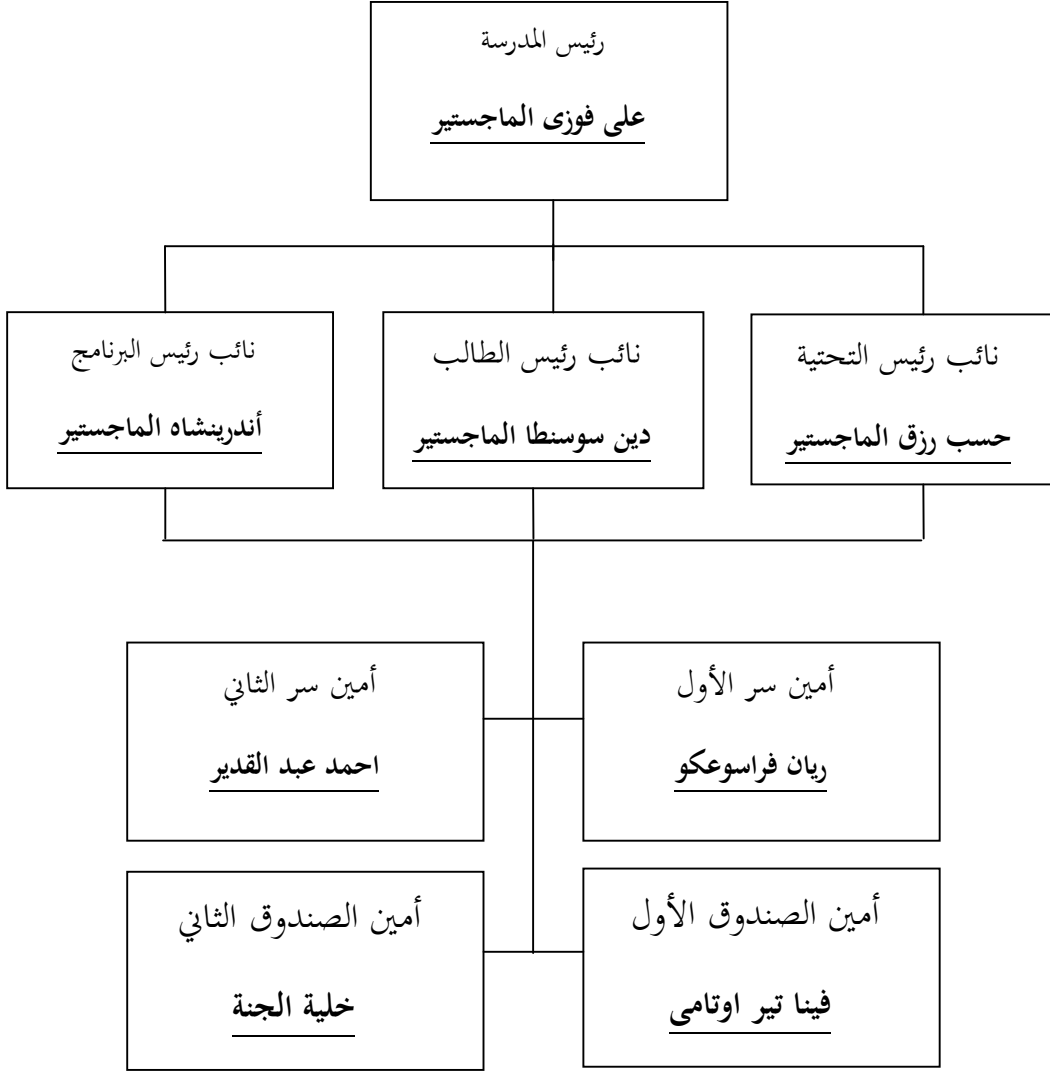 رئيس المدرسة
على فوزى الماجستير
نائب رئيس التحتية
حسب رزق الماجستير
نائب رئيس الطالب
دين سوسنطا الماجستير
نائب رئيس البرنامج
أندرينشاه الماجستير
أمين سر الأول
ريان فراسوعكو
أمين سر الثاني
احمد عبد القدير
أمين الصندوق الأول
فينا تير اوتامى
أمين الصندوق الثاني
خلية الجنة